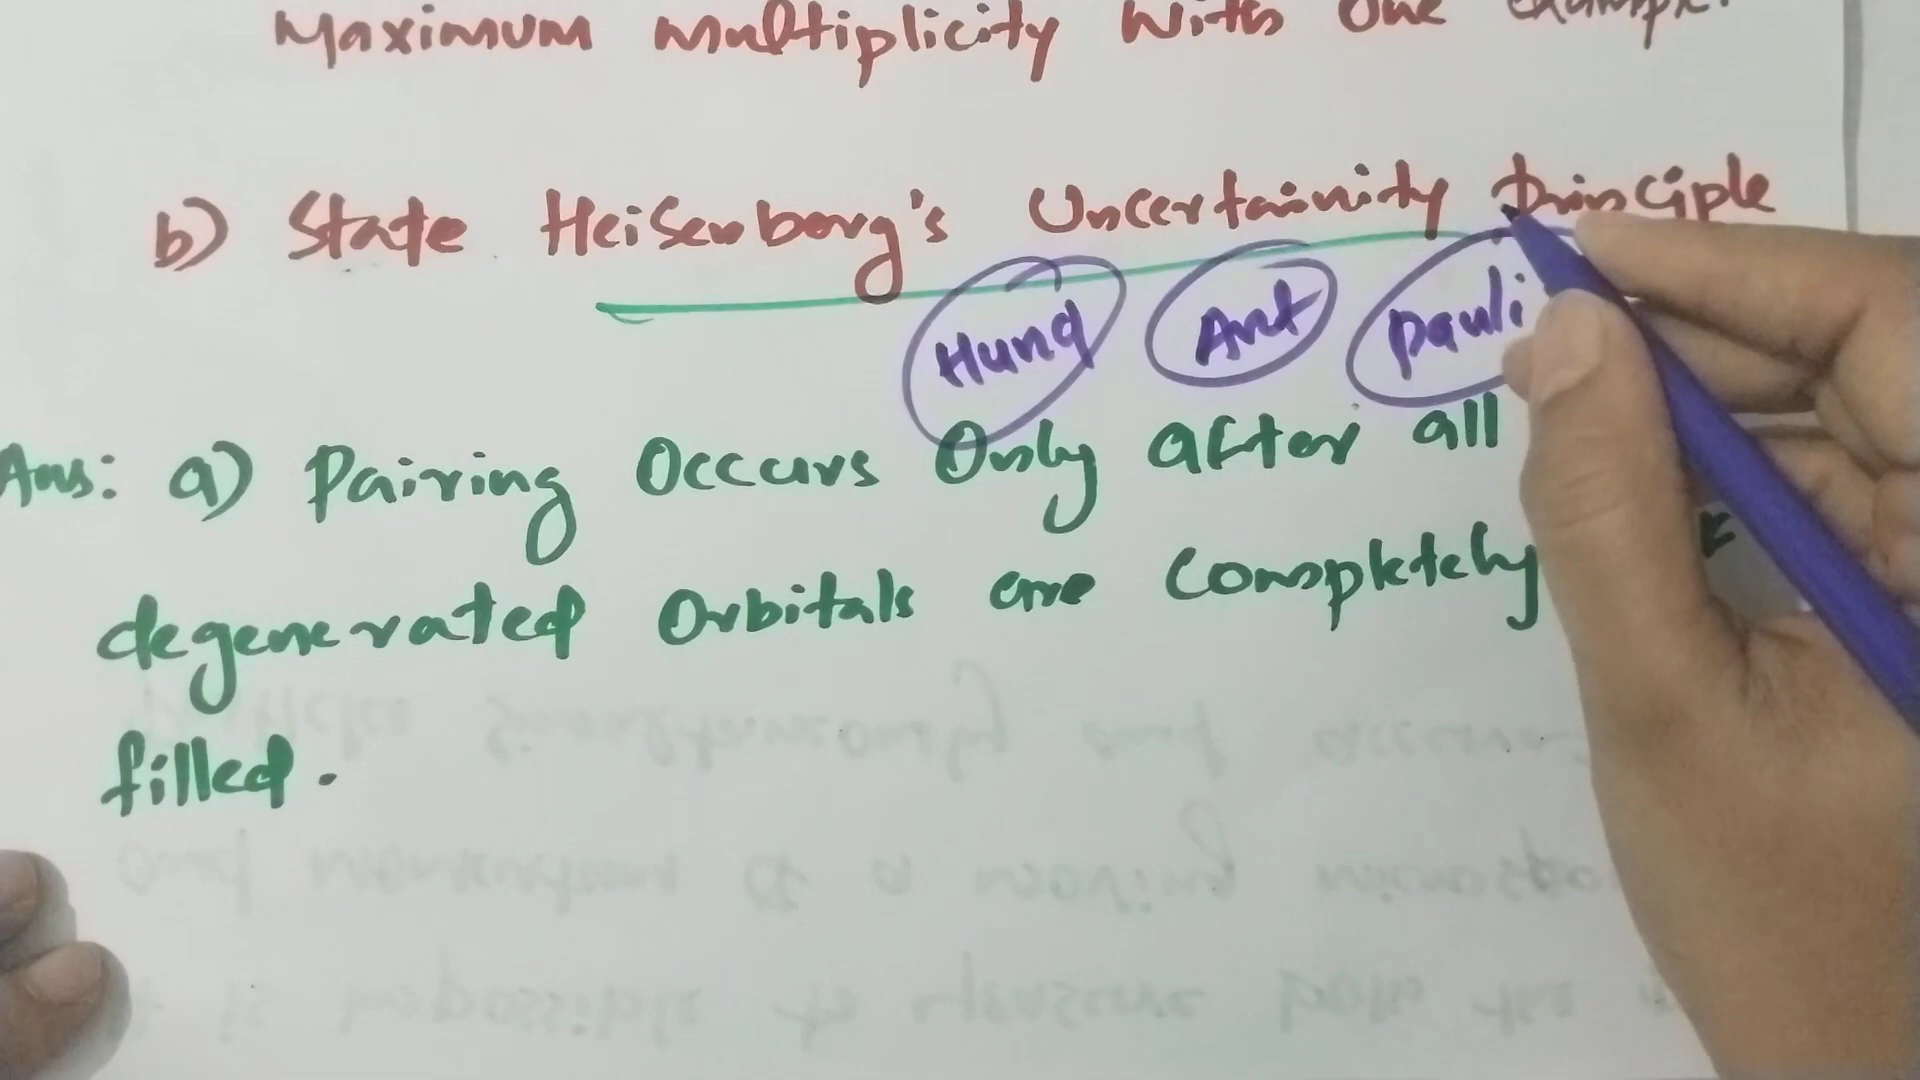 Maximum Multiplicity with One example.
b) State Heisenberg's Uncertainity Principle
Hund Pauli
Ans: a) Pairing Occurs Only after all
degenerated Orbitals are Completely
filled.